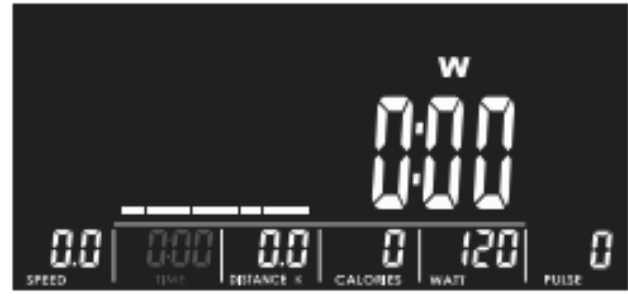 W
0:00
0.0 0:00 0.0 0 120 0
SPEED TIME DISTANCE K CALORIES WATT PULSE